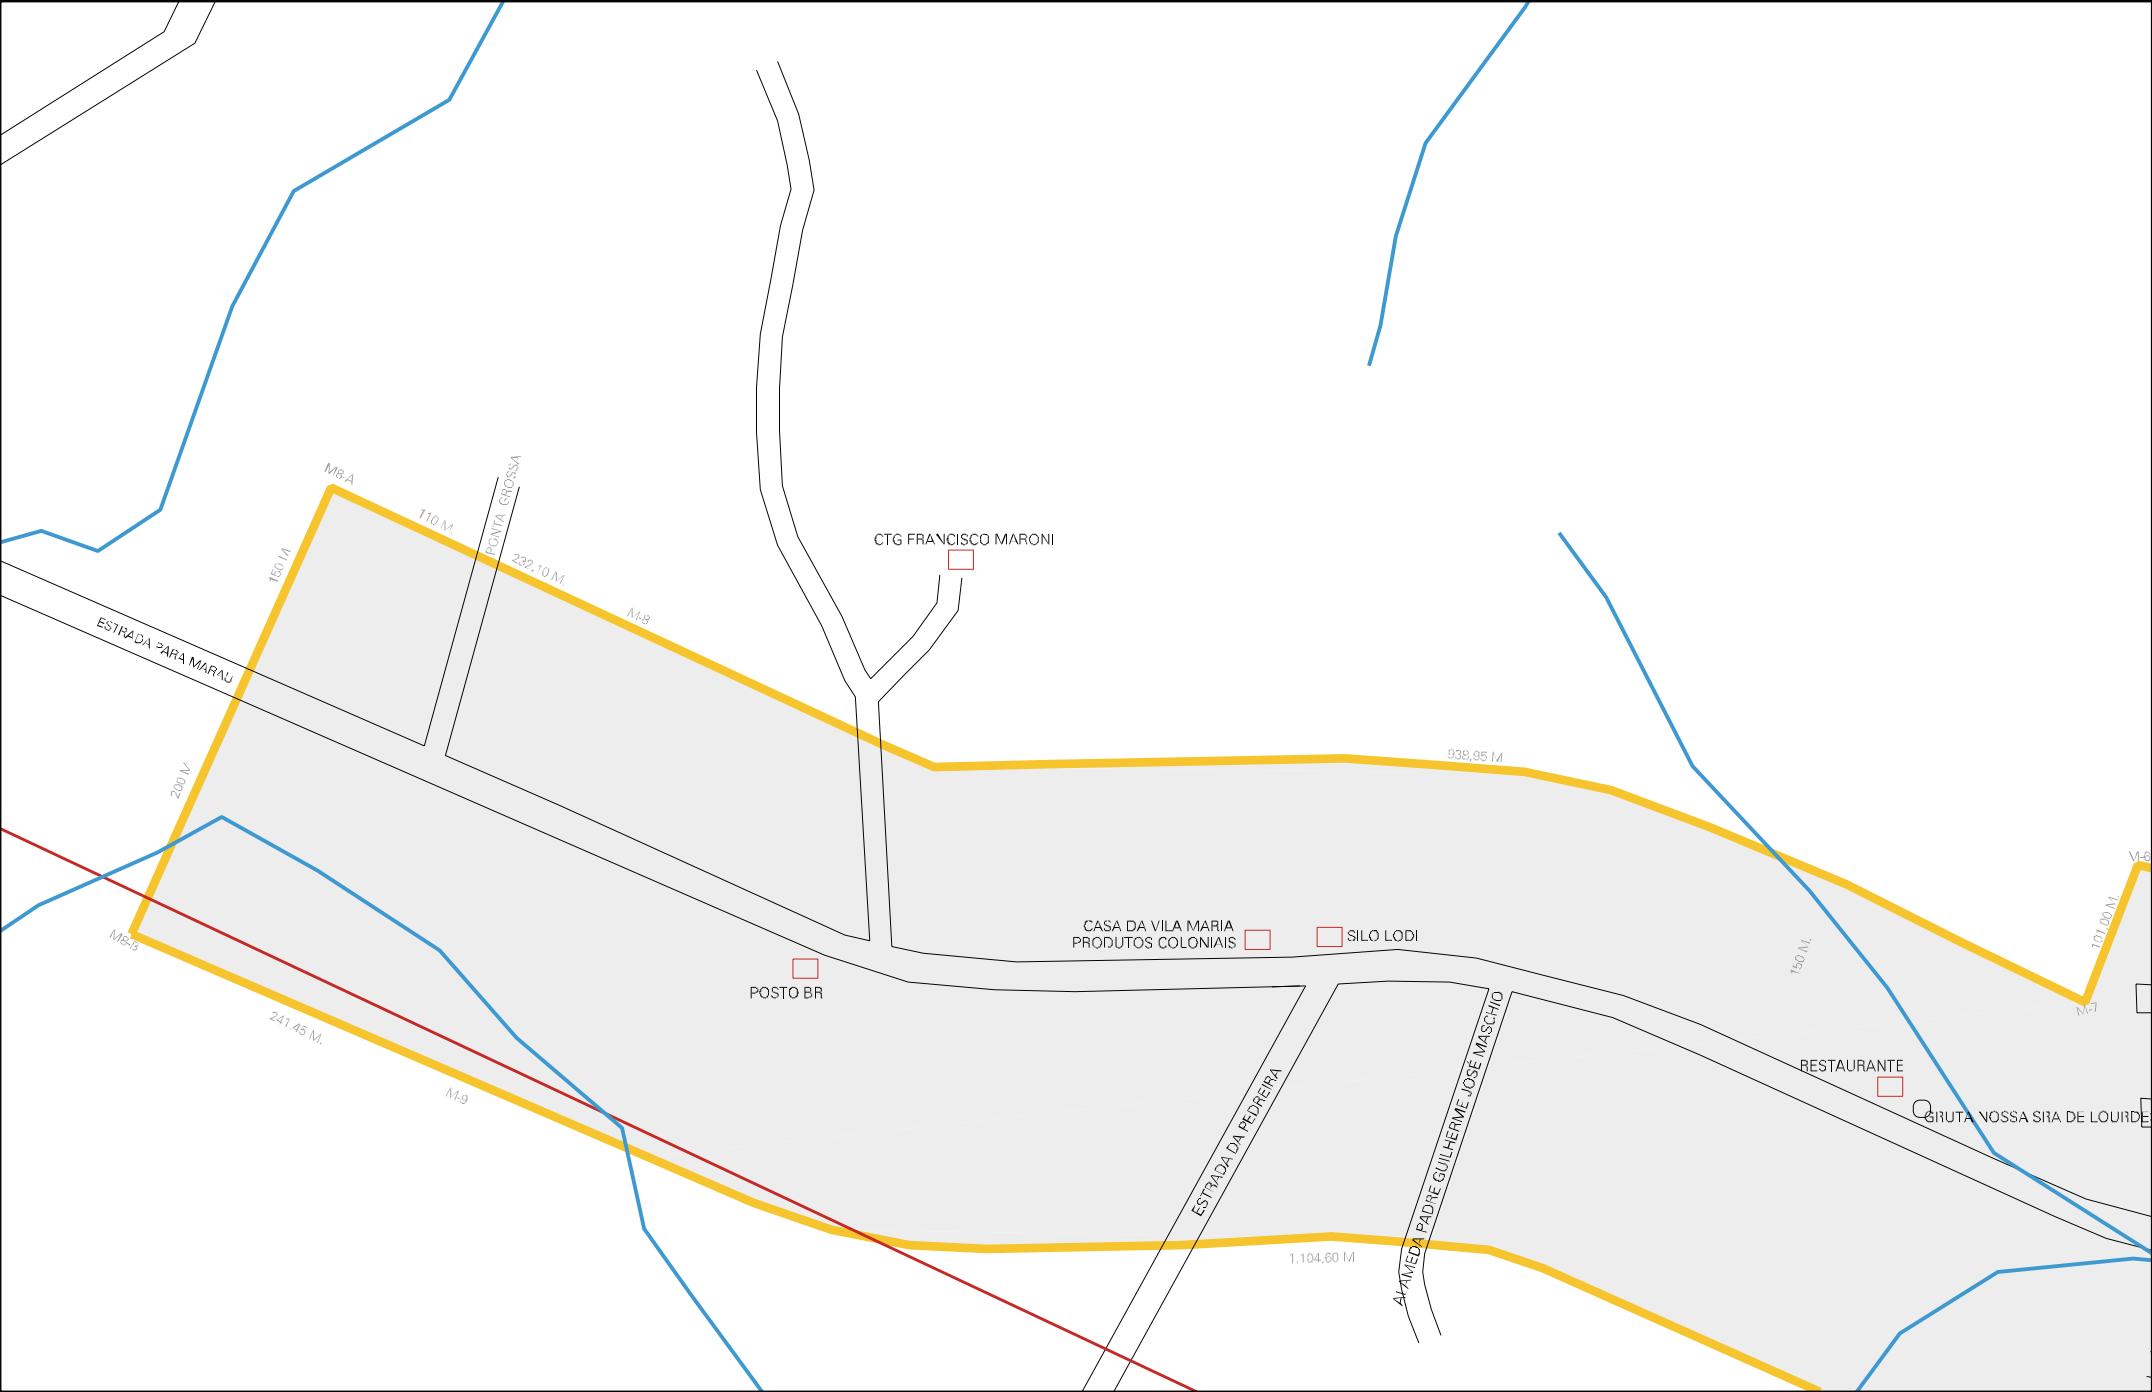 M8-A
110 M.
PONTA GROSSA
150 M
232,10 M.
CTG FRANCISCO MARONI
M-8
ESTRADA PARA MARAU
200 M
938,95 M
M8-B
241.45 M.
M-9
POSTO BR
CASA DA VILA MARIA
PRODUTOS COLONIAIS
SILO LODI
150 M.
101,00 M.
M-7
RESTAURANTE
GRUTA NOSSA SRA DE LOURDE
ESTRADA DA PEDREIRA
ALAMEDA PADRE GUILHERME JOSÉ MASCHIO
1.104,60 M